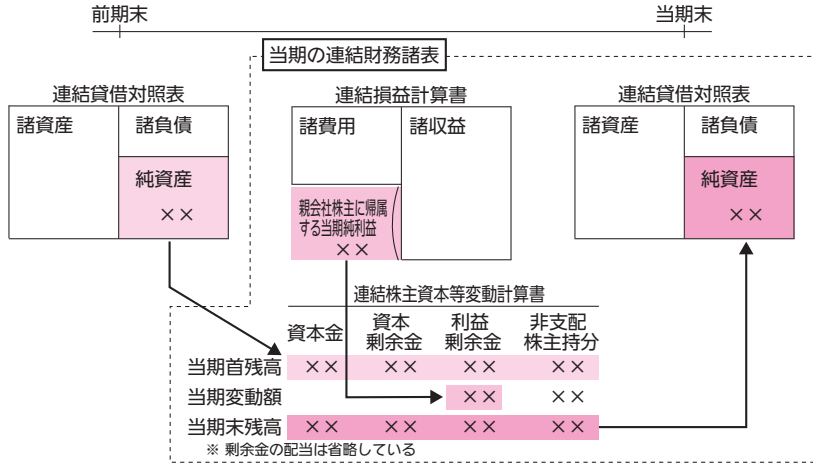 前期末
当期末
当期の連結財務諸表
連結貸借対照表
諸資産
諸負債
純資産
××
連結損益計算書
諸費用
諸収益
親会社株主に帰属
する当期純利益
××
連結貸借対照表
諸資産
諸負債
純資産
××
連結株主資本等変動計算書
資本金 資本剰余金 利益剰余金 非支配株主持分
当期首残高 ×× ×× ×× ××
当期変動額 ×× ××
当期末残高 ×× ×× ×× ××
※ 剰余金の配当は省略している